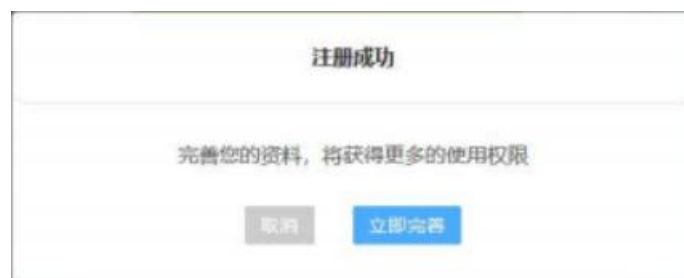 注册成功
完善您的资料，将获得更多的使用权限
取消 立即完善